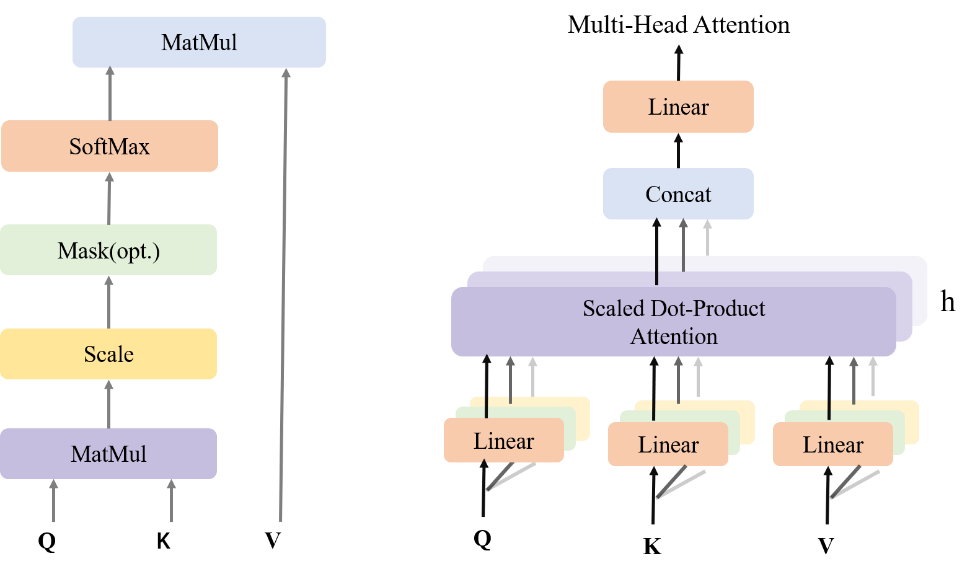 MatMul
SoftMax
Mask(opt.)
Scale
MatMul
Q K V
Multi-Head Attention
Linear
Concat
Scaled Dot-Product
Attention
h
Linear Linear Linear
Q K V